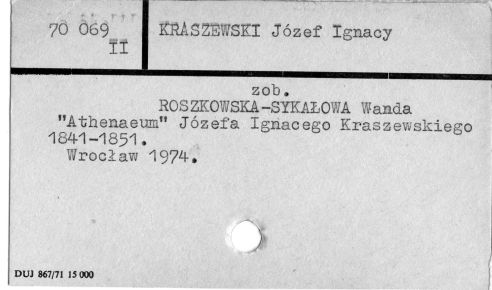 70 069
II
KRASZEWSKI Józef Ignacy
zob.
ROSZKOWSKA-SYKAŁOWA Wanda
"Athenaeum" Józefa Ignacego Kraszewskiego
1841-1851.
Wrocław 1974.
DUJ 867/71 15 000